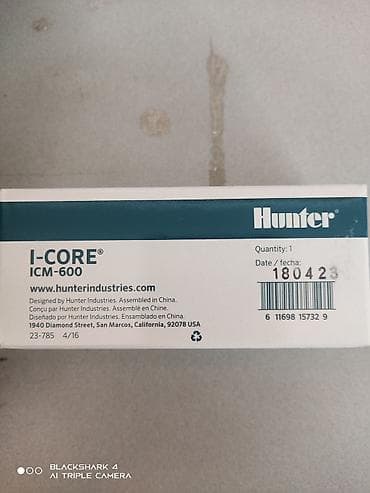 Hunter®
I-CORE®
ICM-600
Quantity: 1
Date / fecha:
180423
www.hunterindustries.com
Designed by Hunter Industries. Assembled in China.
Conçu par Hunter Industries. Assemblé en Chine.
Diseñado por Hunter Industries. Ensamblado en China.
1940 Diamond Street, San Marcos, California, 92078 USA
23-785 4/16
6 11698 15732 9
BLACKSHARK 4
AI TRIPLE CAMERA